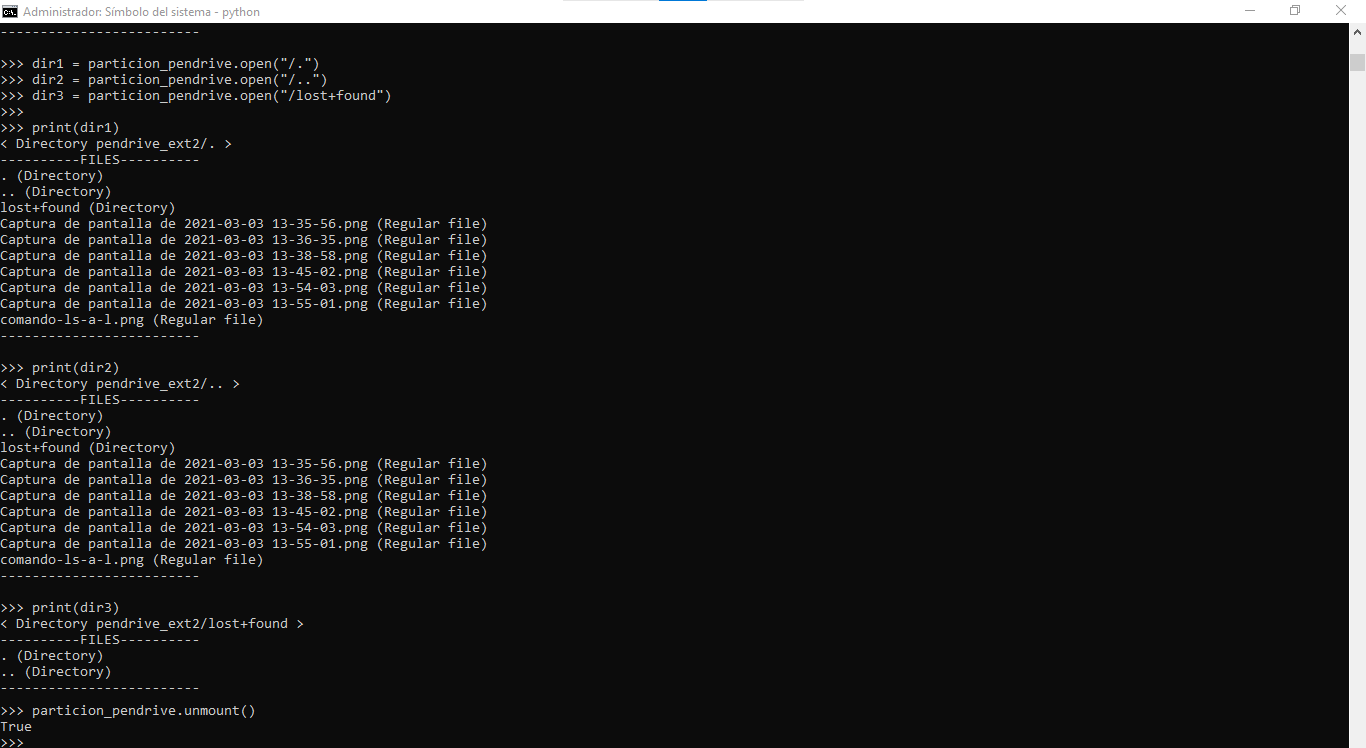 Administrador: Símbolo del sistema - python
-------------------------
>>> dir1 = particion_pendrive.open("/.")
>>> dir2 = particion_pendrive.open("/..")
>>> dir3 = particion_pendrive.open("/lost+found")
>>>
>>> print(dir1)
< Directory pendrive_ext2/. >
----------FILES----------
. (Directory)
.. (Directory)
lost+found (Directory)
Captura de pantalla de 2021-03-03 13-35-56.png (Regular file)
Captura de pantalla de 2021-03-03 13-36-35.png (Regular file)
Captura de pantalla de 2021-03-03 13-38-58.png (Regular file)
Captura de pantalla de 2021-03-03 13-45-02.png (Regular file)
Captura de pantalla de 2021-03-03 13-54-03.png (Regular file)
Captura de pantalla de 2021-03-03 13-55-01.png (Regular file)
comando-ls-a-l.png (Regular file)
-------------------------
>>> print(dir2)
< Directory pendrive_ext2/.. >
----------FILES----------
. (Directory)
.. (Directory)
lost+found (Directory)
Captura de pantalla de 2021-03-03 13-35-56.png (Regular file)
Captura de pantalla de 2021-03-03 13-36-35.png (Regular file)
Captura de pantalla de 2021-03-03 13-38-58.png (Regular file)
Captura de pantalla de 2021-03-03 13-45-02.png (Regular file)
Captura de pantalla de 2021-03-03 13-54-03.png (Regular file)
Captura de pantalla de 2021-03-03 13-55-01.png (Regular file)
comando-ls-a-l.png (Regular file)
-------------------------
>>> print(dir3)
< Directory pendrive_ext2/lost+found >
----------FILES----------
. (Directory)
.. (Directory)
-------------------------
>>> particion_pendrive.unmount()
True
>>>